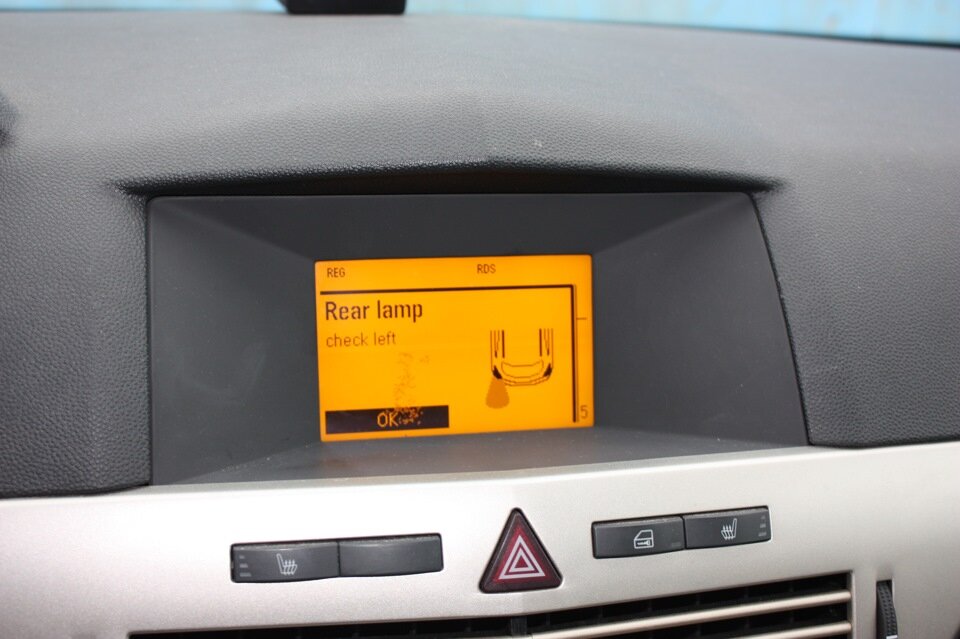 REG RDS
Rear lamp
check left
OK
5